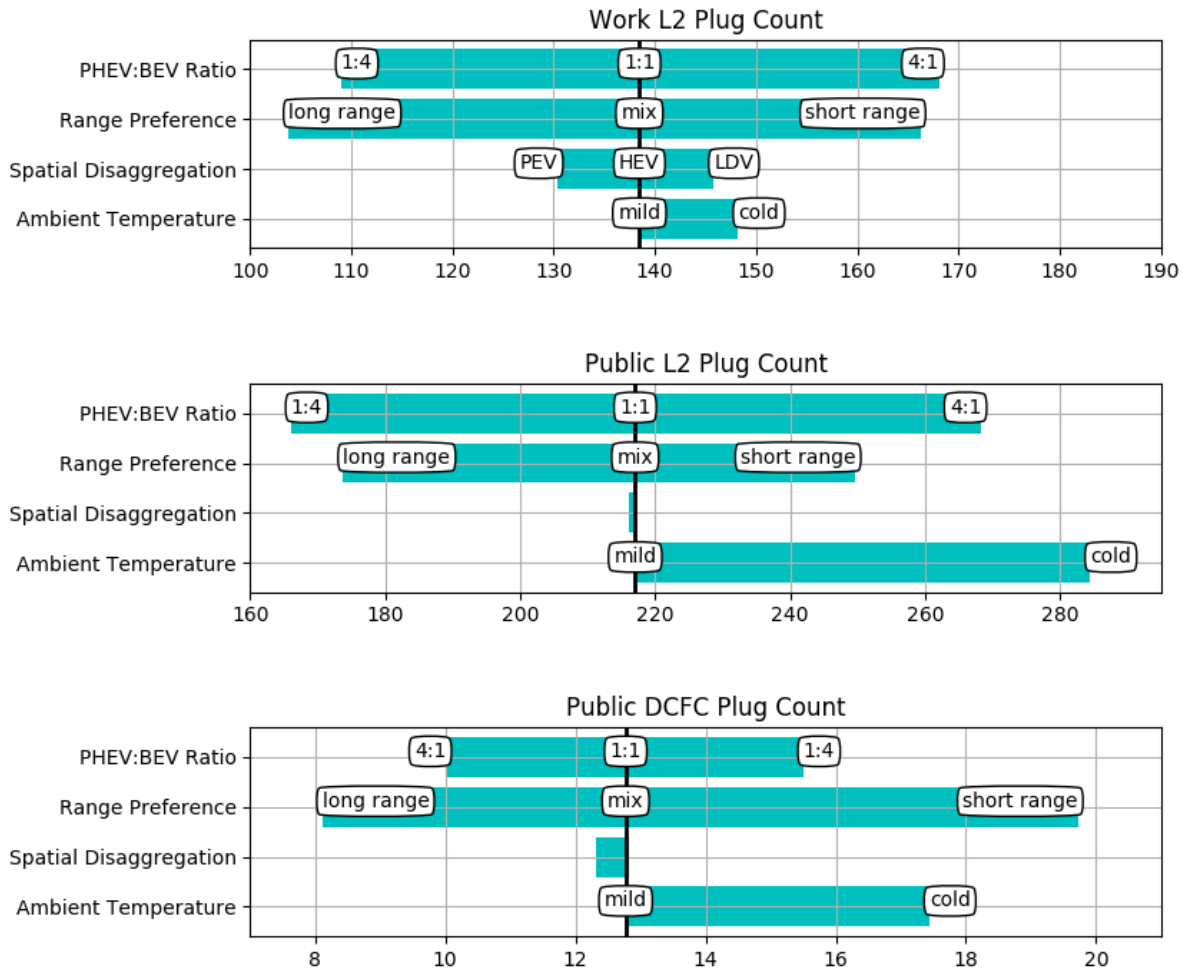 Work L2 Plug Count
PHEV:BEV Ratio 1:4 1:1 4:1
Range Preference long range mix short range
Spatial Disaggregation PEV HEV LDV
Ambient Temperature mild cold
100 110 120 130 140 150 160 170 180 190
Public L2 Plug Count
PHEV:BEV Ratio 1:4 1:1 4:1
Range Preference long range mix short range
Spatial Disaggregation
Ambient Temperature mild cold
160 180 200 220 240 260 280
Public DCFC Plug Count
PHEV:BEV Ratio 4:1 1:1 1:4
Range Preference long range mix short range
Spatial Disaggregation
Ambient Temperature mild cold
8 10 12 14 16 18 20